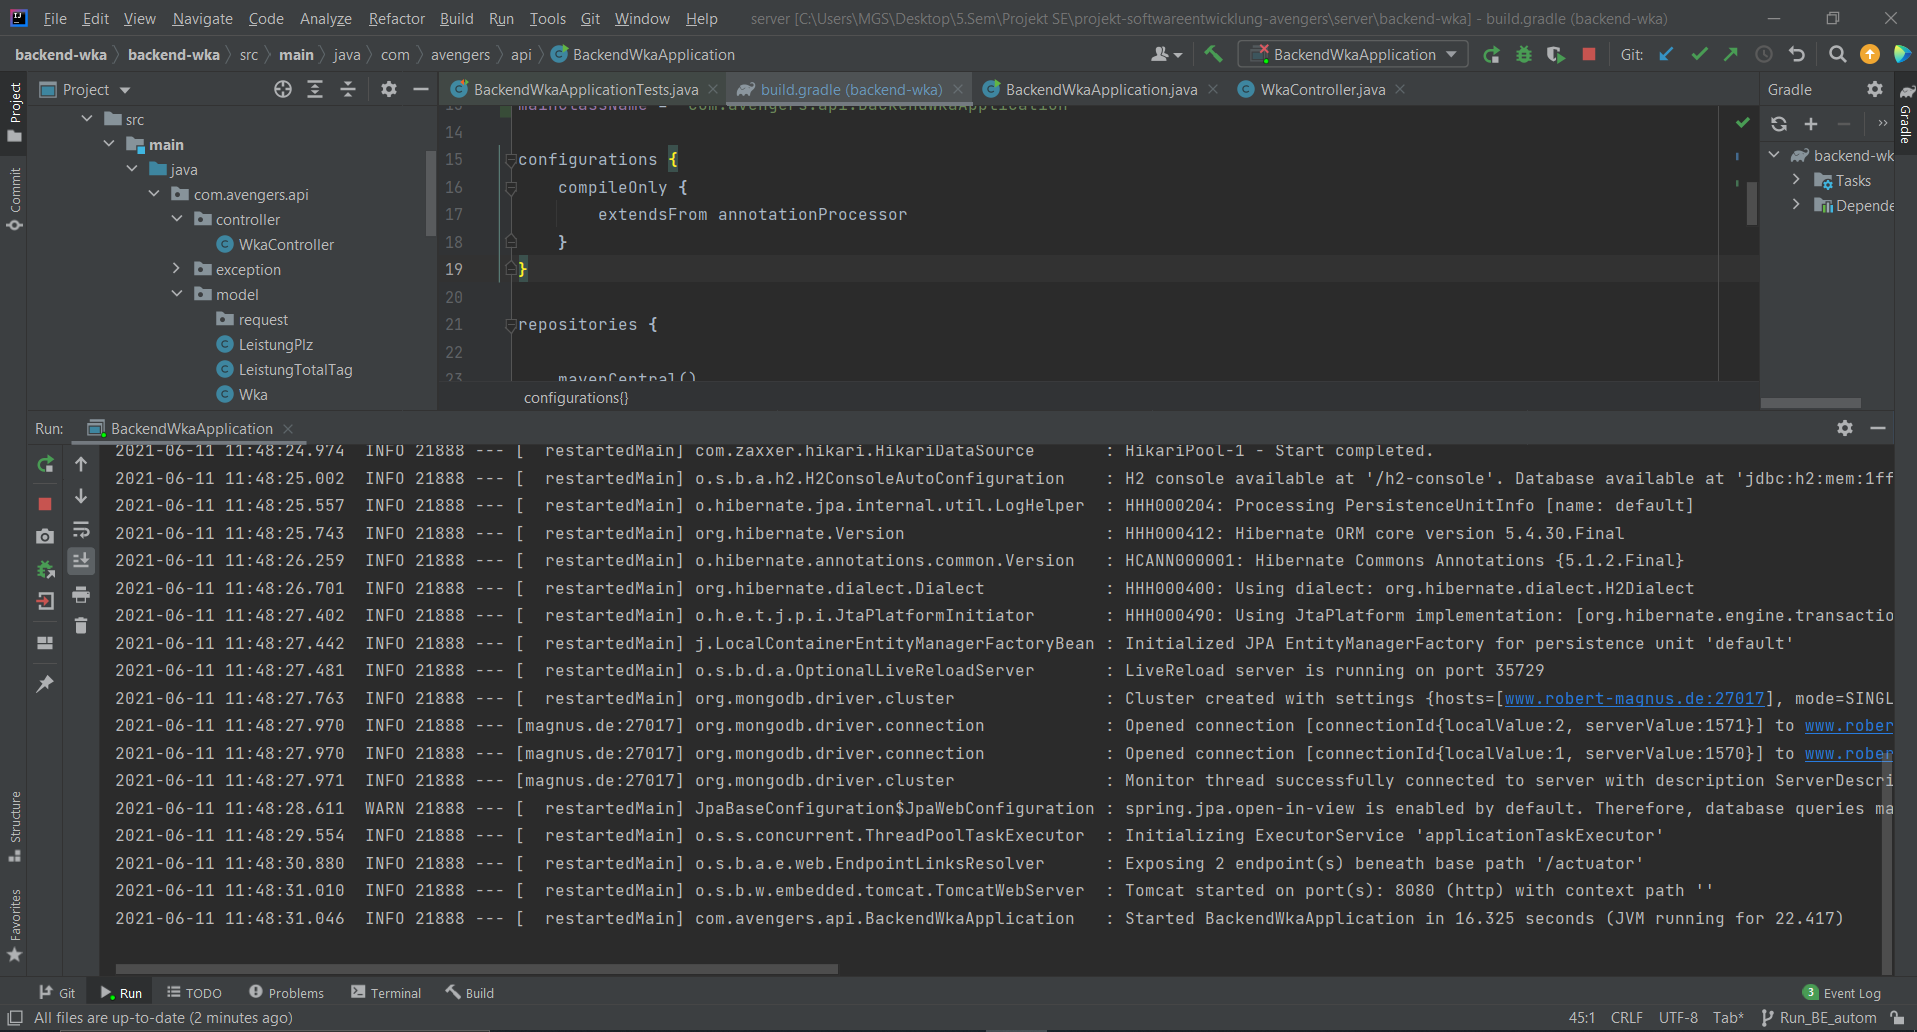 File Edit View Navigate Code Analyze Refactor Build Run Tools Git Window Help server [C:\Users\MGS\Desktop\5.Sem\Projekt SE\projekt-softwareentwicklung-avengers\server\backend-wka] - build.gradle (backend-wka)
backend-wka backend-wka src main java com avengers api BackendWkaApplication BackendWkaApplication Git:
Project BackendWkaApplicationTests.java build.gradle (backend-wka) BackendWkaApplication.java WkaController.java Gradle
Project
Commit
Structure
Favorites
Gradle
src
main
java
com.avengers.api
controller
WkaController
exception
model
request
LeistungPlz
LeistungTotalTag
Wka
13 mainClassName = "com.avengers.api.BackendWkaApplication"
14
15 configurations {
16 compileOnly {
17 extendsFrom annotationProcessor
18 }
19 }
20
21 repositories {
22
23 mavenCentral()
configurations{}
backend-wk
Tasks
Depende
Run: BackendWkaApplication
2021-06-11 11:48:24.974 INFO 21888 --- [ restartedMain] com.zaxxer.hikari.HikariDataSource : HikariPool-1 - Start completed.
2021-06-11 11:48:25.002 INFO 21888 --- [ restartedMain] o.s.b.a.h2.H2ConsoleAutoConfiguration : H2 console available at '/h2-console'. Database available at 'jdbc:h2:mem:1ff
2021-06-11 11:48:25.557 INFO 21888 --- [ restartedMain] o.hibernate.jpa.internal.util.LogHelper : HHH000204: Processing PersistenceUnitInfo [name: default]
2021-06-11 11:48:25.743 INFO 21888 --- [ restartedMain] org.hibernate.Version : HHH000412: Hibernate ORM core version 5.4.30.Final
2021-06-11 11:48:26.259 INFO 21888 --- [ restartedMain] o.hibernate.annotations.common.Version : HCANN000001: Hibernate Commons Annotations {5.1.2.Final}
2021-06-11 11:48:26.701 INFO 21888 --- [ restartedMain] org.hibernate.dialect.Dialect : HHH000400: Using dialect: org.hibernate.dialect.H2Dialect
2021-06-11 11:48:27.402 INFO 21888 --- [ restartedMain] o.h.e.t.j.p.i.JtaPlatformInitiator : HHH000490: Using JtaPlatform implementation: [org.hibernate.engine.transactio
2021-06-11 11:48:27.442 INFO 21888 --- [ restartedMain] j.LocalContainerEntityManagerFactoryBean : Initialized JPA EntityManagerFactory for persistence unit 'default'
2021-06-11 11:48:27.481 INFO 21888 --- [ restartedMain] o.s.b.d.a.OptionalLiveReloadServer : LiveReload server is running on port 35729
2021-06-11 11:48:27.763 INFO 21888 --- [ restartedMain] org.mongodb.driver.cluster : Cluster created with settings {hosts=[www.robert-magnus.de:27017], mode=SINGL
2021-06-11 11:48:27.970 INFO 21888 --- [magnus.de:27017] org.mongodb.driver.connection : Opened connection [connectionId{localValue:2, serverValue:1571}] to www.rober
2021-06-11 11:48:27.970 INFO 21888 --- [magnus.de:27017] org.mongodb.driver.connection : Opened connection [connectionId{localValue:1, serverValue:1570}] to www.rober
2021-06-11 11:48:27.971 INFO 21888 --- [magnus.de:27017] org.mongodb.driver.cluster : Monitor thread successfully connected to server with description ServerDescri
2021-06-11 11:48:28.611 WARN 21888 --- [ restartedMain] JpaBaseConfiguration$JpaWebConfiguration : spring.jpa.open-in-view is enabled by default. Therefore, database queries ma
2021-06-11 11:48:29.554 INFO 21888 --- [ restartedMain] o.s.s.concurrent.ThreadPoolTaskExecutor : Initializing ExecutorService 'applicationTaskExecutor'
2021-06-11 11:48:30.880 INFO 21888 --- [ restartedMain] o.s.b.a.e.web.EndpointLinksResolver : Exposing 2 endpoint(s) beneath base path '/actuator'
2021-06-11 11:48:31.010 INFO 21888 --- [ restartedMain] o.s.b.w.embedded.tomcat.TomcatWebServer : Tomcat started on port(s): 8080 (http) with context path ''
2021-06-11 11:48:31.046 INFO 21888 --- [ restartedMain] com.avengers.api.BackendWkaApplication : Started BackendWkaApplication in 16.325 seconds (JVM running for 22.417)
Git Run TODO Problems Terminal Build 3 Event Log
All files are up-to-date (2 minutes ago) 45:1 CRLF UTF-8 Tab* Run_BE_autom